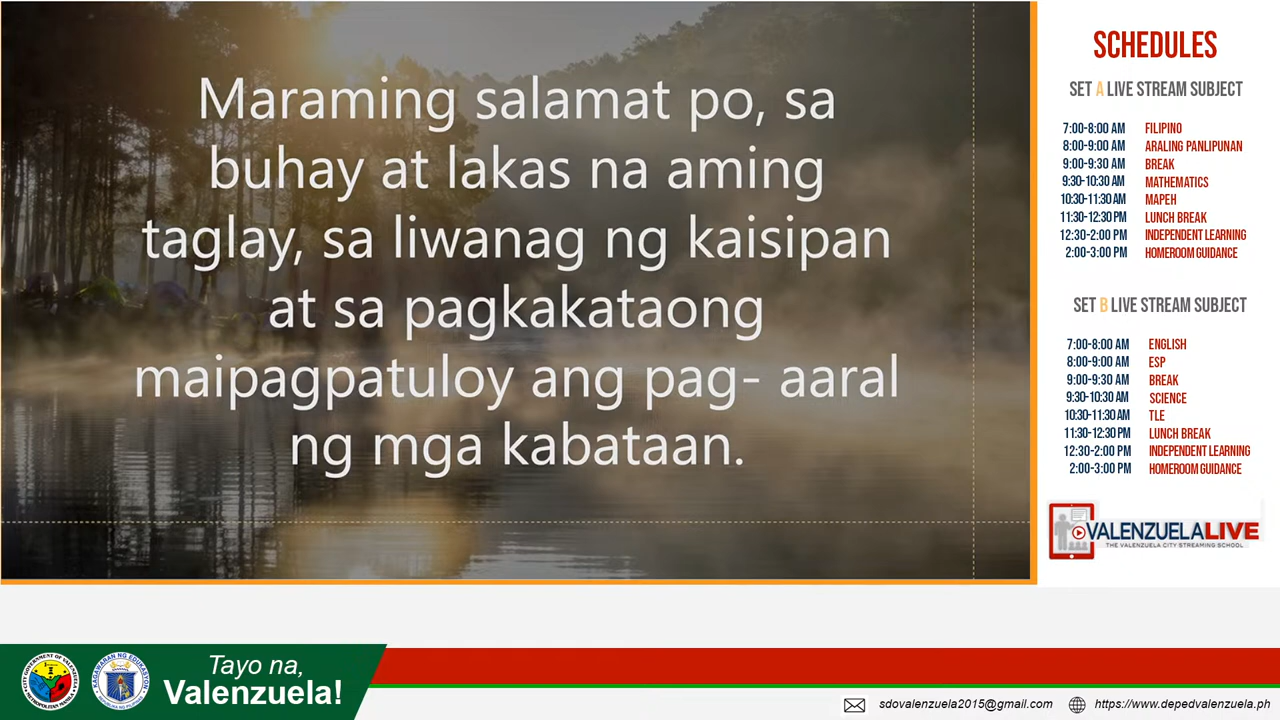 Maraming salamat po, sa
buhay at lakas na aming
taglay, sa liwanag ng kaisipan
at sa pagkakataong
maipagpatuloy ang pag- aaral
ng mga kabataan.
SCHEDULES
SET A LIVE STREAM SUBJECT
7:00-8:00 AM FILIPINO
8:00-9:00 AM ARALING PANLIPUNAN
9:00-9:30 AM BREAK
9:30-10:30 AM MATHEMATICS
10:30-11:30 AM MAPEH
11:30-12:30 PM LUNCH BREAK
12:30-2:00 PM INDEPENDENT LEARNING
2:00-3:00 PM HOMEROOM GUIDANCE
SET B LIVE STREAM SUBJECT
7:00-8:00 AM ENGLISH
8:00-9:00 AM ESP
9:00-9:30 AM BREAK
9:30-10:30 AM SCIENCE
10:30-11:30 AM TLE
11:30-12:30 PM LUNCH BREAK
12:30-2:00 PM INDEPENDENT LEARNING
2:00-3:00 PM HOMEROOM GUIDANCE
VALENZUELALIVE
THE VALENZUELA CITY STREAMING SCHOOL
Tayo na,
Valenzuela!
sdovalenzuela2015@gmail.com
https://www.depedvalenzuela.ph